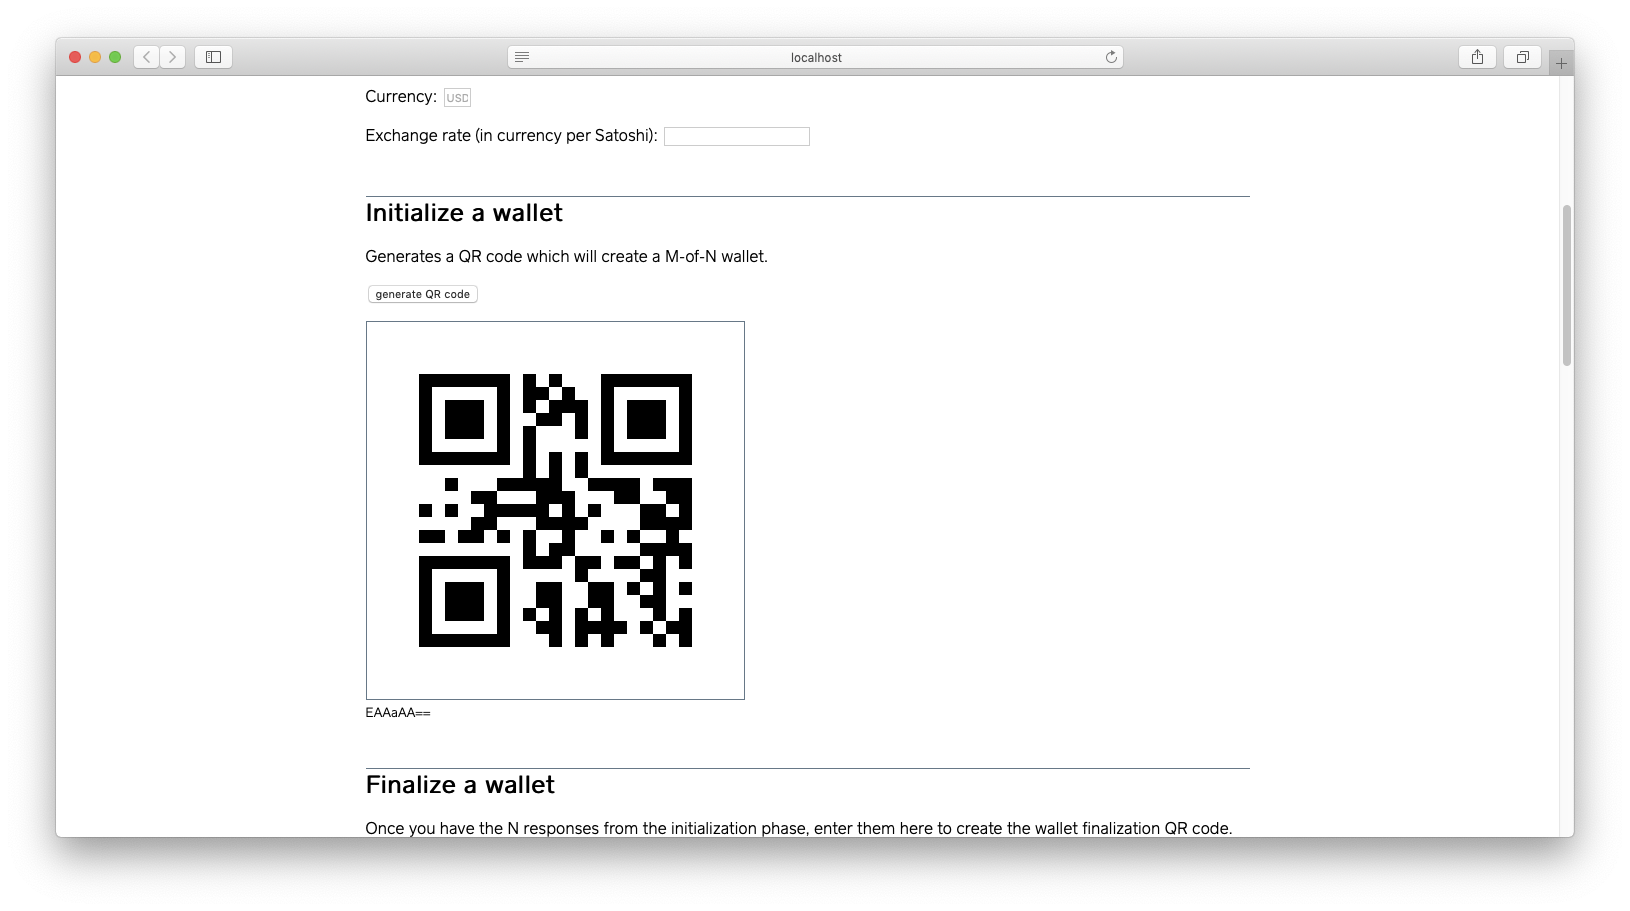 localhost
Currency: USD
Exchange rate (in currency per Satoshi):
Initialize a wallet
Generates a QR code which will create a M-of-N wallet.
generate QR code
EAAaAA==
Finalize a wallet
Once you have the N responses from the initialization phase, enter them here to create the wallet finalization QR code.